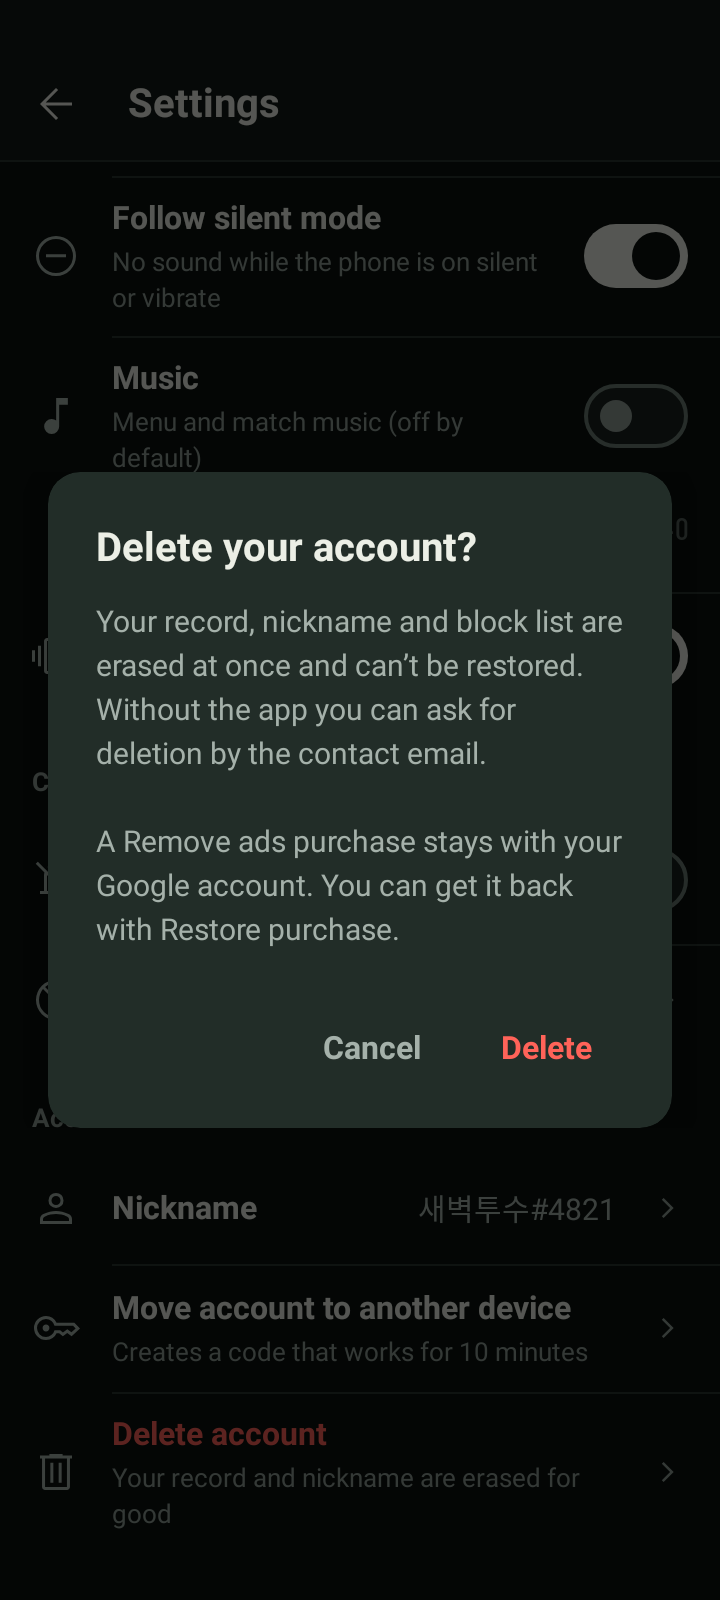 Settings
Follow silent mode
No sound while the phone is on silent
or vibrate
Music
Menu and match music (off by
default)
Delete your account?
Your record, nickname and block list are
erased at once and can’t be restored.
Without the app you can ask for
deletion by the contact email.
A Remove ads purchase stays with your
Google account. You can get it back
with Restore purchase.
Cancel
Delete
Nickname
새벽투수#4821
Move account to another device
Creates a code that works for 10 minutes
Delete account
Your record and nickname are erased for
good